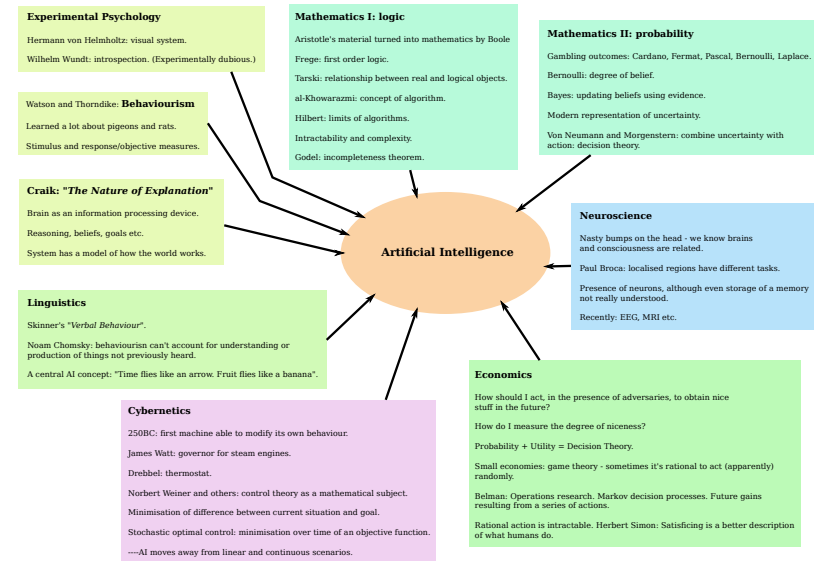 Experimental Psychology
Hermann von Helmholtz: visual system.
Wilhelm Wundt: introspection. (Experimentally dubious.)
Watson and Thorndike: Behaviourism
Learned a lot about pigeons and rats.
Stimulus and response/objective measures.
Craik: "The Nature of Explanation"
Brain as an information processing device.
Reasoning, beliefs, goals etc.
System has a model of how the world works.
Linguistics
Skinner's "Verbal Behaviour".
Noam Chomsky: behaviourisn can't account for understanding or
production of things not previously heard.
A central AI concept: "Time flies like an arrow. Fruit flies like a banana".
Cybernetics
250BC: first machine able to modify its own behaviour.
James Watt: governor for steam engines.
Drebbel: thermostat.
Norbert Weiner and others: control theory as a mathematical subject.
Minimisation of difference between current situation and goal.
Stochastic optimal control: minimisation over time of an objective function.
----AI moves away from linear and continuous scenarios.
Mathematics I: logic
Aristotle's material turned into mathematics by Boole
Frege: first order logic.
Tarski: relationship between real and logical objects.
al-Khowarazmi: concept of algorithm.
Hilbert: limits of algorithms.
Intractability and complexity.
Godel: incompleteness theorem.
Artificial Intelligence
Mathematics II: probability
Gambling outcomes: Cardano, Fermat, Pascal, Bernoulli, Laplace.
Bernoulli: degree of belief.
Bayes: updating beliefs using evidence.
Modern representation of uncertainty.
Von Neumann and Morgenstern: combine uncertainty with
action: decision theory.
Neuroscience
Nasty bumps on the head - we know brains
and consciousness are related.
Paul Broca: localised regions have different tasks.
Presence of neurons, although even storage of a memory
not really understood.
Recently: EEG, MRI etc.
Economics
How should I act, in the presence of adversaries, to obtain nice
stuff in the future?
How do I measure the degree of niceness?
Probability + Utility = Decision Theory.
Small economies: game theory - sometimes it's rational to act (apparently)
randomly.
Belman: Operations research. Markov decision processes. Future gains
resulting from a series of actions.
Rational action is intractable. Herbert Simon: Satisficing is a better description
of what humans do.